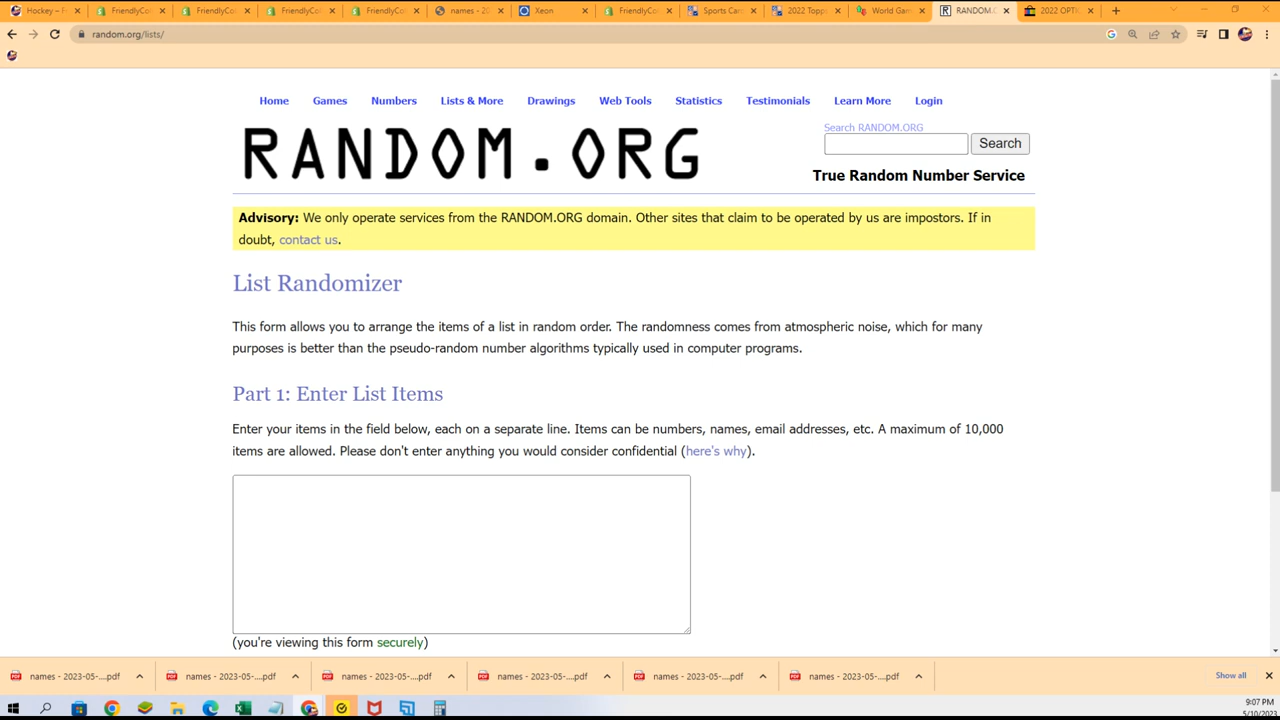 Hockey – F
FriendlyCo
FriendlyCo
FriendlyCo
FriendlyCo
names - 20
Xeon
FriendlyCo
Sports Car
2022 Topp
World Gam
RANDOM.O
2022 OPTI
random.org/lists/
Home Games Numbers Lists & More Drawings Web Tools Statistics Testimonials Learn More Login
Search RANDOM.ORG
RANDOM.ORG
Search
True Random Number Service
Advisory: We only operate services from the RANDOM.ORG domain. Other sites that claim to be operated by us are impostors. If in
doubt, contact us.
List Randomizer
This form allows you to arrange the items of a list in random order. The randomness comes from atmospheric noise, which for many
purposes is better than the pseudo-random number algorithms typically used in computer programs.
Part 1: Enter List Items
Enter your items in the field below, each on a separate line. Items can be numbers, names, email addresses, etc. A maximum of 10,000
items are allowed. Please don't enter anything you would consider confidential (here's why).
(you're viewing this form securely)
names - 2023-05-....pdf
names - 2023-05-....pdf
names - 2023-05-....pdf
names - 2023-05-....pdf
names - 2023-05-....pdf
names - 2023-05-....pdf
Show all
9:07 PM
5/10/2023